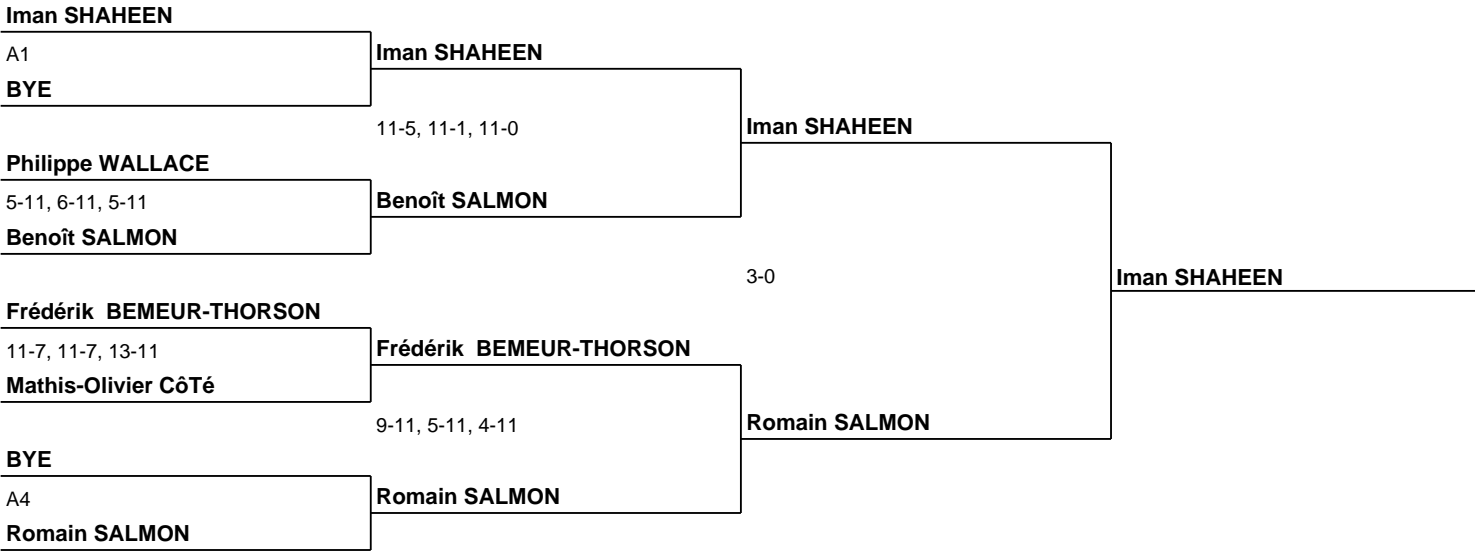 Iman SHAHEEN
A1
BYE
Iman SHAHEEN
11-5, 11-1, 11-0
Iman SHAHEEN
Philippe WALLACE
5-11, 6-11, 5-11
Benoît SALMON
Benoît SALMON
3-0
Iman SHAHEEN
Frédérik  BEMEUR-THORSON
11-7, 11-7, 13-11
Mathis-Olivier CôTé
Frédérik  BEMEUR-THORSON
9-11, 5-11, 4-11
Romain SALMON
BYE
A4
Romain SALMON
Romain SALMON